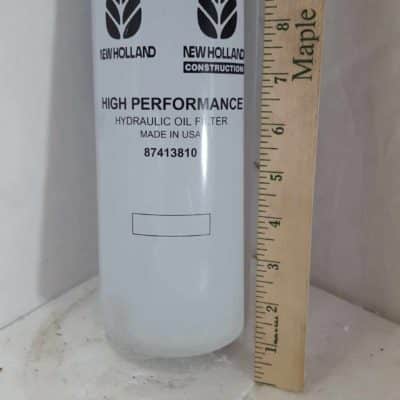 NEW HOLLAND
NEW HOLLAND
CONSTRUCTION
HIGH PERFORMANCE
HYDRAULIC OIL FILTER
MADE IN USA
87413810
8
7
Maple
6
5
4
3
2
1